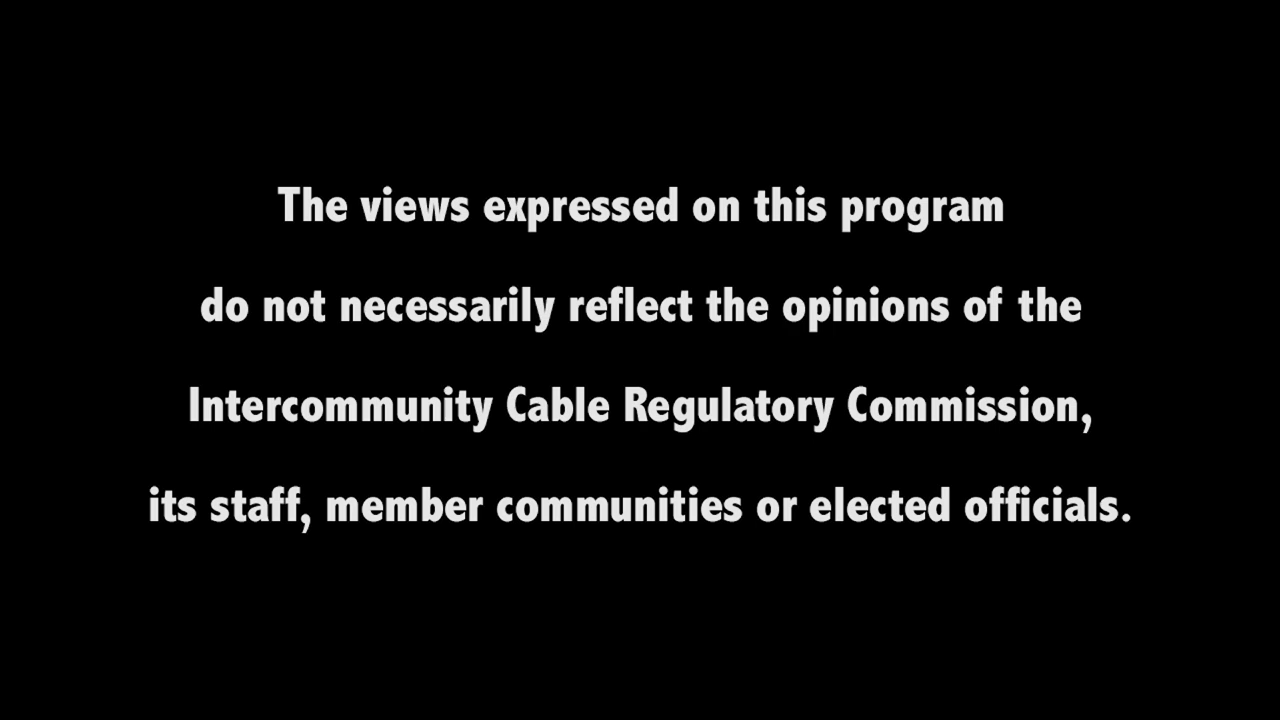 The views expressed on this program
do not necessarily reflect the opinions of the
Intercommunity Cable Regulatory Commission,
its staff, member communities or elected officials.